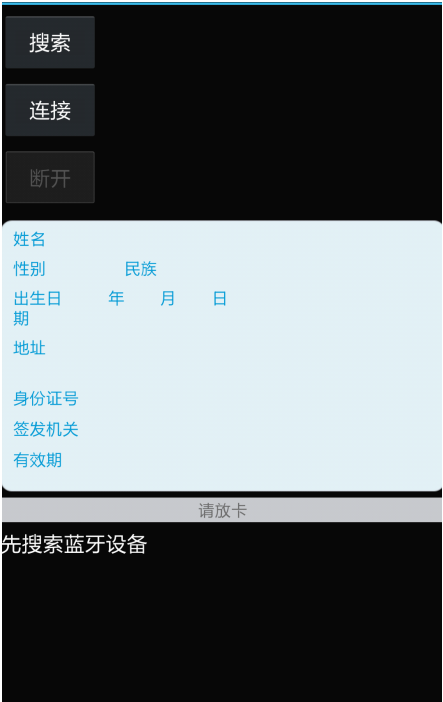 搜索
连接
断开
姓名
性别 民族
出生日 年 月 日
期
地址
身份证号
签发机关
有效期
请放卡
先搜索蓝牙设备